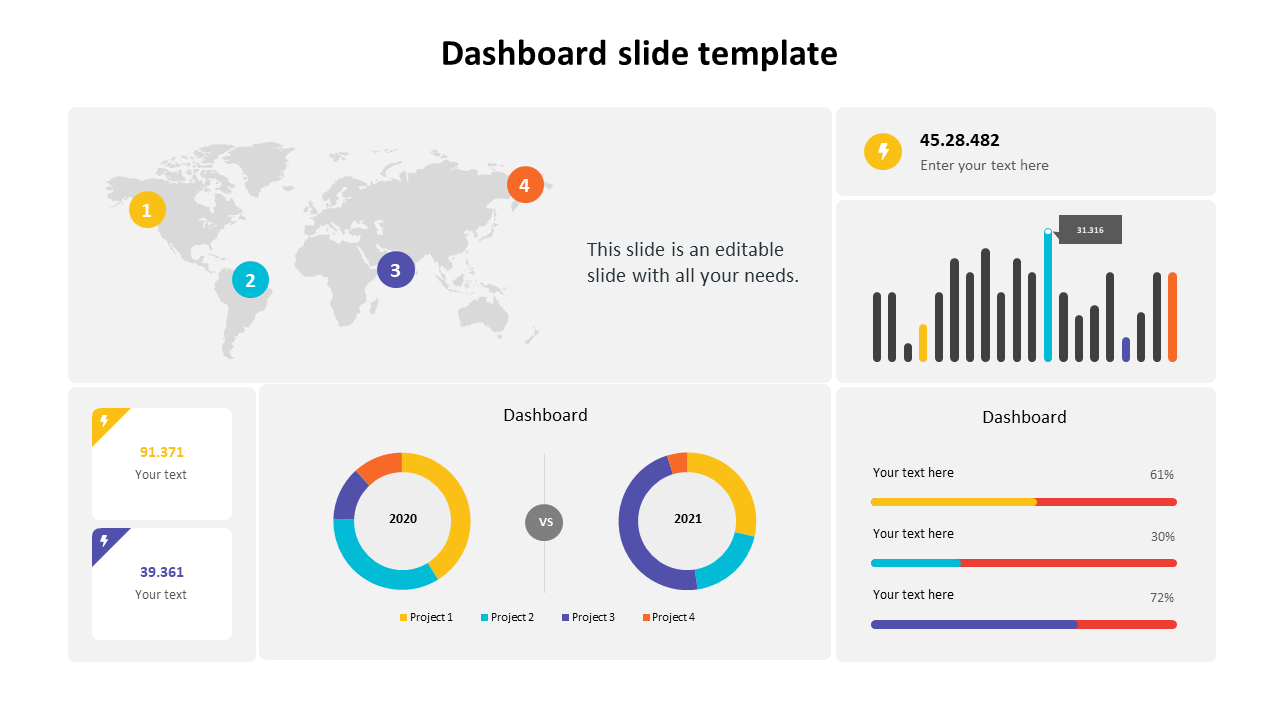 Dashboard slide template
1
2
3
4
This slide is an editable
slide with all your needs.
45.28.482
Enter your text here
31.316
91.371
Your text
39.361
Your text
Dashboard
2020
VS
2021
Project 1 Project 2 Project 3 Project 4
Dashboard
Your text here 61%
Your text here 30%
Your text here 72%